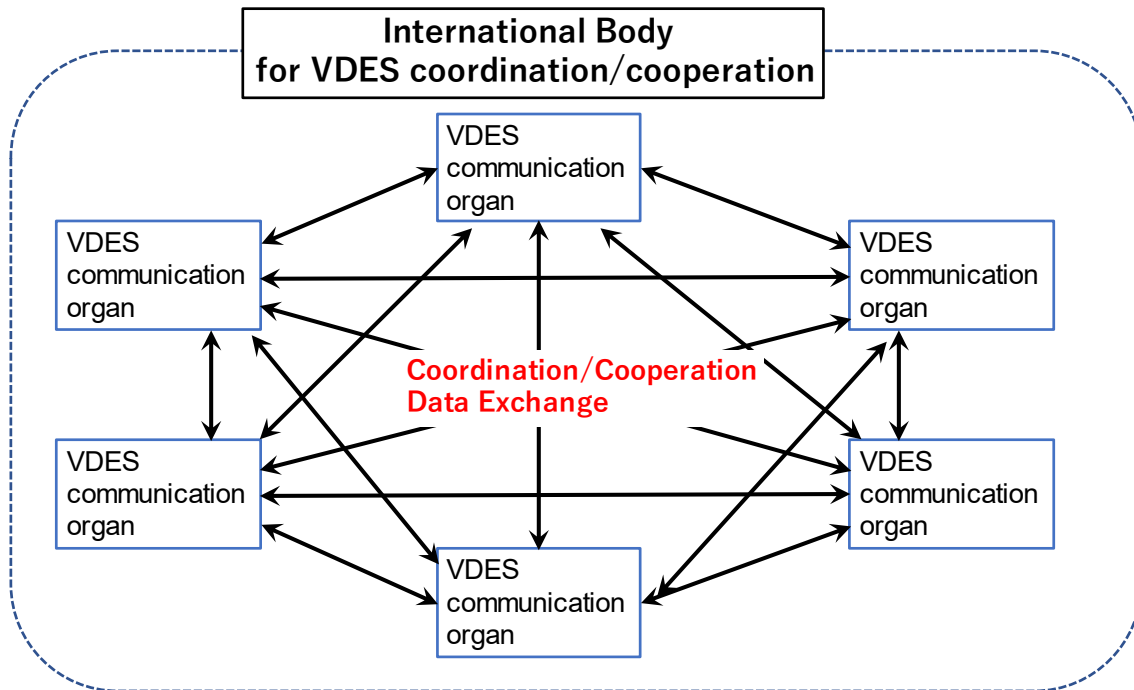 International Body
for VDES coordination/cooperation
VDES
communication
organ
VDES
communication
organ
VDES
communication
organ
Coordination/Cooperation
Data Exchange
VDES
communication
organ
VDES
communication
organ
VDES
communication
organ